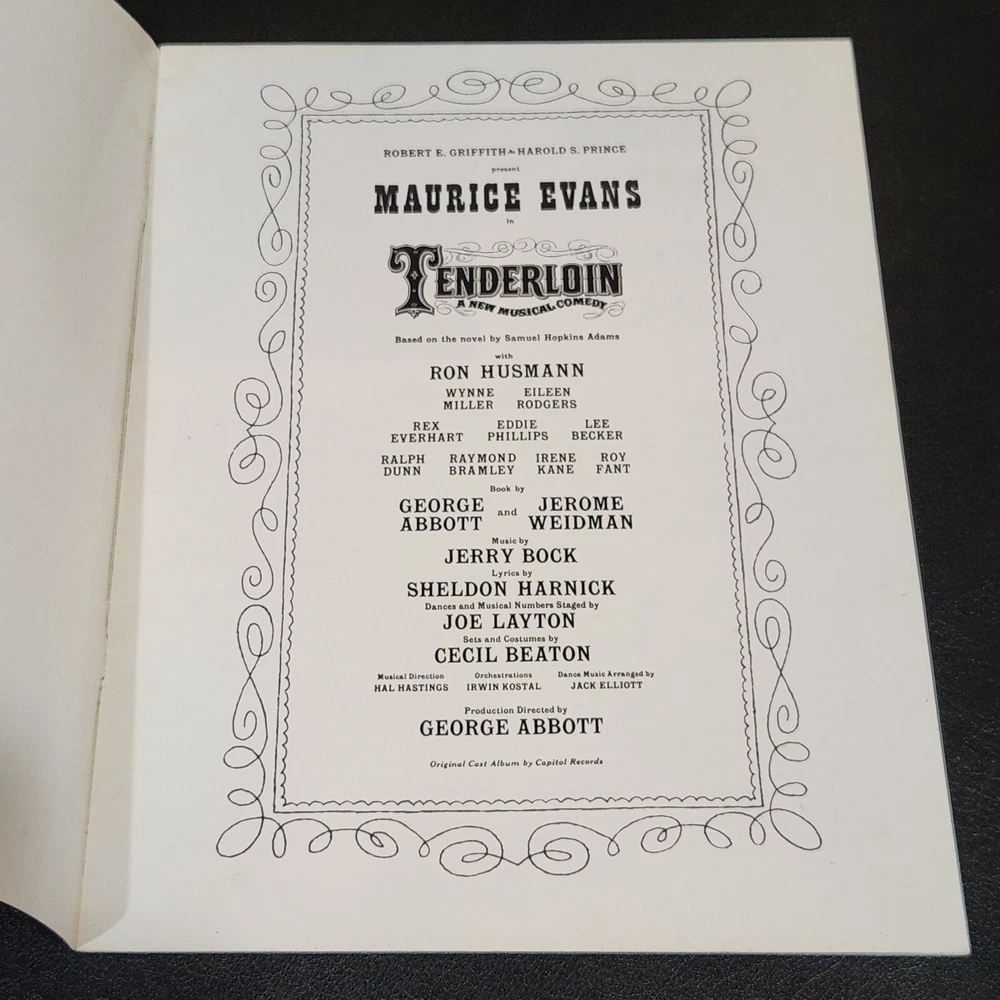 ROBERT E. GRIFFITH & HAROLD S. PRINCE
present
MAURICE EVANS
in
TENDERLOIN
A NEW MUSICAL COMEDY
Based on the novel by Samuel Hopkins Adams
with
RON HUSMANN
WYNNE EILEEN
MILLER RODGERS
REX EDDIE LEE
EVERHART PHILLIPS BECKER
RALPH RAYMOND IRENE ROY
DUNN BRAMLEY KANE FANT
Book by
GEORGE and JEROME
ABBOTT WEIDMAN
Music by
JERRY BOCK
Lyrics by
SHELDON HARNICK
Dances and Musical Numbers Staged by
JOE LAYTON
Sets and Costumes by
CECIL BEATON
Musical Direction Orchestrations Dance Music Arranged by
HAL HASTINGS IRWIN KOSTAL JACK ELLIOTT
Production Directed by
GEORGE ABBOTT
Original Cast Album by Capitol Records